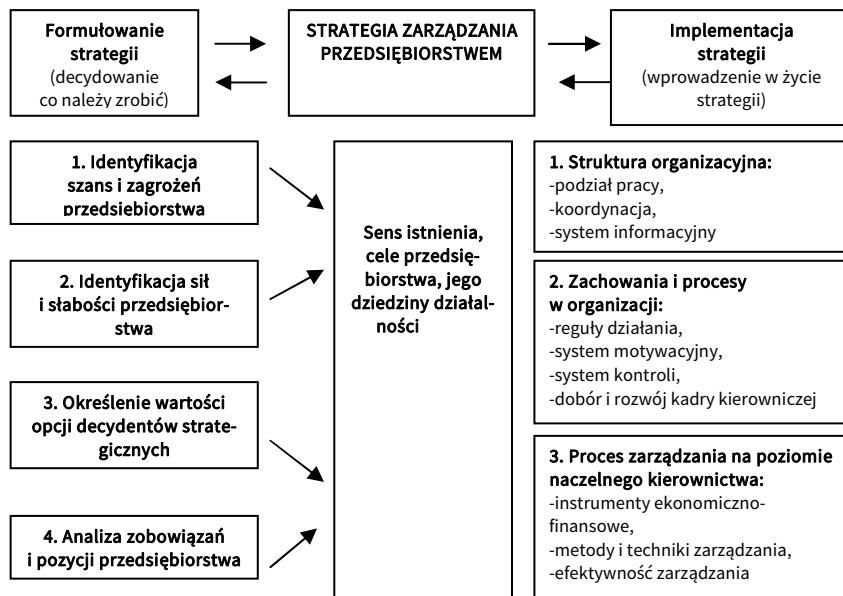 Formułowanie
strategii
(decydowanie
co należy zrobić)
STRATEGIA ZARZĄDZANIA
PRZEDSIĘBIORSTWEM
Implementacja
strategii
(wprowadzenie w życie
strategii)
1. Identyfikacja
szans i zagrożeń
przedsiebiorstwa
2. Identyfikacja sił
i słabości przedsiębior-
stwa
3. Określenie wartości
opcji decydentów strate-
gicznych
4. Analiza zobowiązań
i pozycji przedsiębiorstwa
Sens istnienia,
cele przedsię-
biorstwa, jego
dziedziny działal-
ności
1. Struktura organizacyjna:
-podział pracy,
-koordynacja,
-system informacyjny
2. Zachowania i procesy
w organizacji:
-reguły działania,
-system motywacyjny,
-system kontroli,
-dobór i rozwój kadry kierowniczej
3. Proces zarządzania na poziomie
naczelnego kierownictwa:
-instrumenty ekonomiczno-
finansowe,
-metody i techniki zarządzania,
-efektywność zarządzania